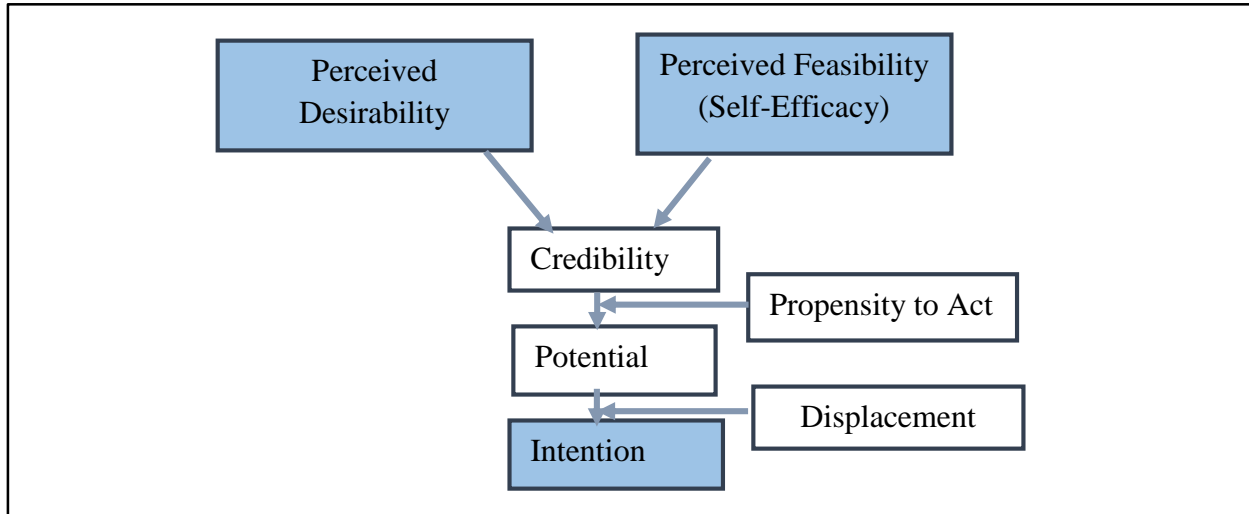 Perceived
Desirability
Perceived Feasibility
(Self-Efficacy)
Credibility
Propensity to Act
Potential
Displacement
Intention